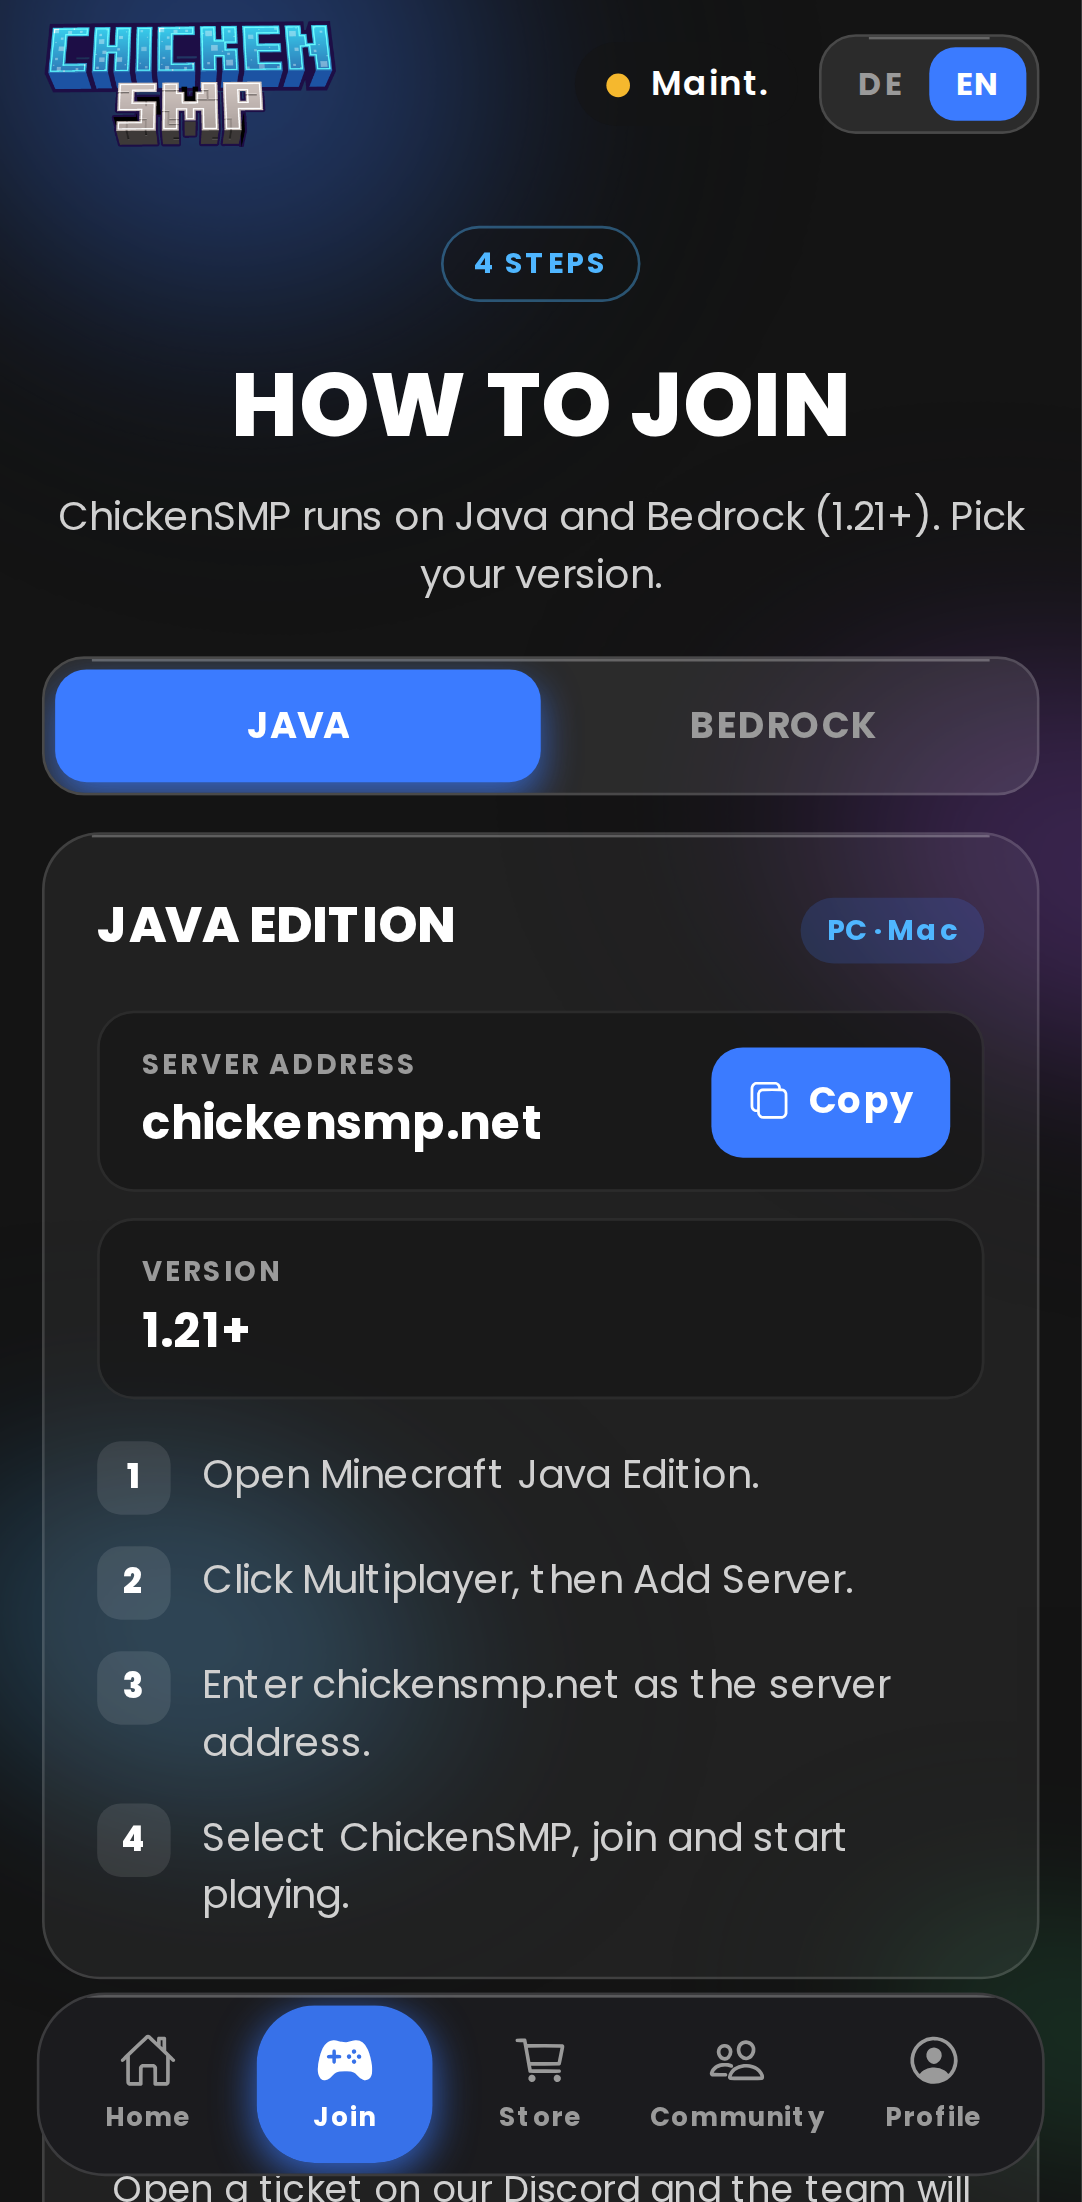 CHICKEN
SMP
Maint.
DE EN
4 STEPS
HOW TO JOIN
ChickenSMP runs on Java and Bedrock (1.21+). Pick
your version.
JAVA BEDROCK
JAVA EDITION
PC · Mac
SERVER ADDRESS
chickensmp.net
Copy
VERSION
1.21+
1 Open Minecraft Java Edition.
2 Click Multiplayer, then Add Server.
3 Enter chickensmp.net as the server
address.
4 Select ChickenSMP, join and start
playing.
Home Join Store Community Profile
Open a ticket on our Discord and the team will